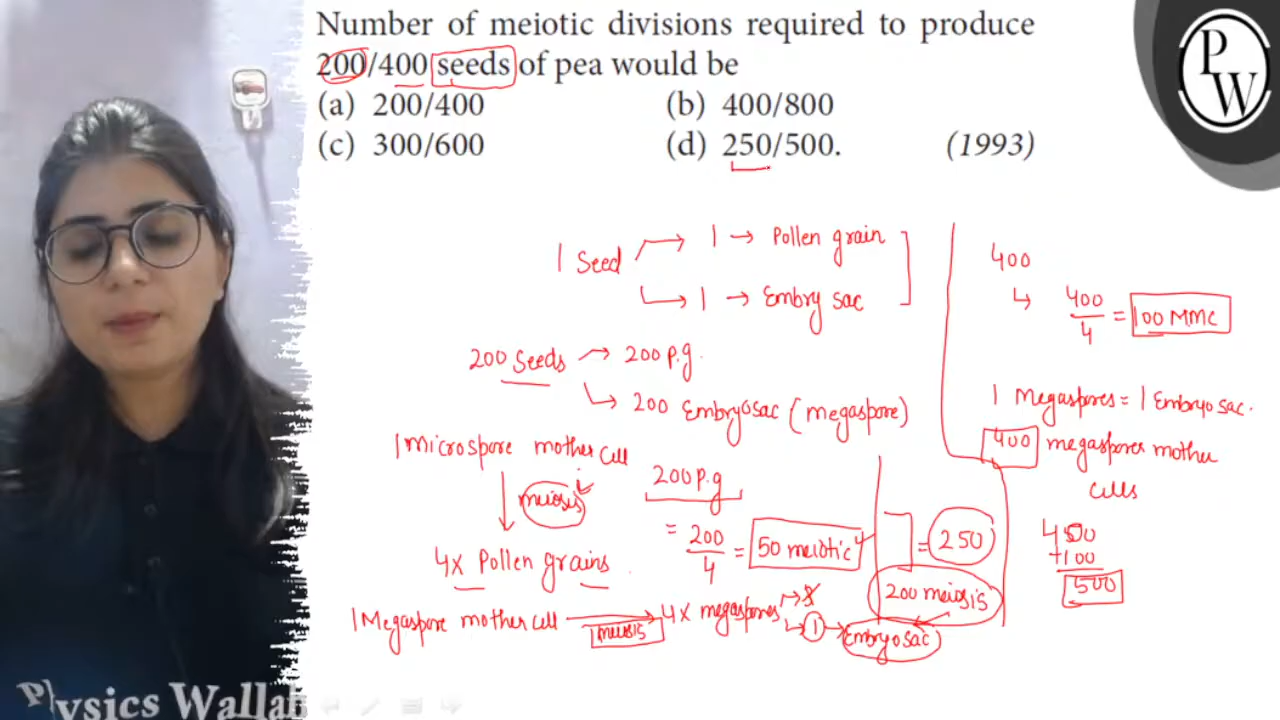 Number of meiotic divisions required to produce
200/400 seeds of pea would be
(a) 200/400 (b) 400/800
(c) 300/600 (d) 250/500. (1993)
PW
1 Seed → 1 → Pollen grain
→ 1 → Embry sac
200 Seeds → 200 p.g.
→ 200 Embryosac (megaspore)
1 microspore mother cell
meiosis
4x Pollen grains
200 p.g
= 200/4 = 50 meiotic
= 250
200 meiosis
1 Megaspore mother cell → 4x megaspores → 1 → Embryosac
meiosis
400
→ 400/4 = 100 MMC
1 Megaspores = 1 Embryo sac.
400 megaspores mother
cells
400
+100
500
Physics Wallah